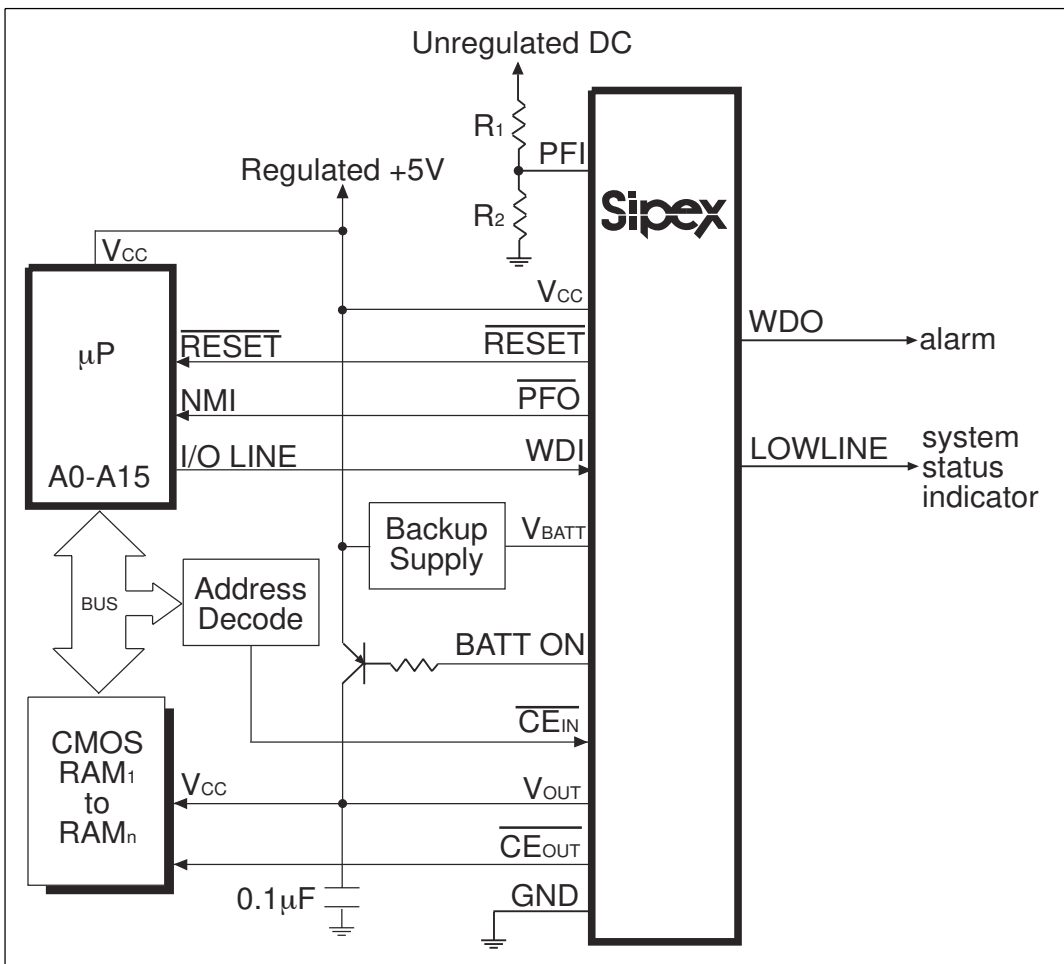 Unregulated DC
R1
PFI
R2
Sipex
Regulated +5V
VCC
VCC
μP
A0-A15
RESET
RESET
NMI
PFO
I/O LINE
WDI
WDO
alarm
LOWLINE
system
status
indicator
Backup
Supply
VBATT
BUS
Address
Decode
BATT ON
CEIN
CMOS
RAM1
to
RAMn
VCC
VOUT
CEOUT
0.1μF
GND